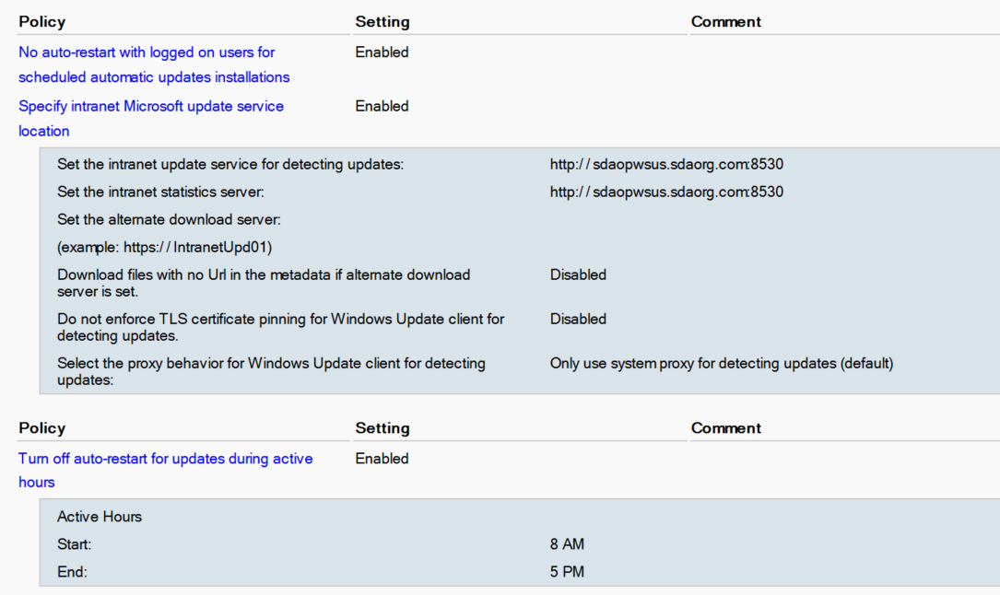 Policy Setting Comment
No auto-restart with logged on users for Enabled
scheduled automatic updates installations
Specify intranet Microsoft update service Enabled
location
Set the intranet update service for detecting updates: http://sdaopwsus.sdaorg.com:8530
Set the intranet statistics server: http://sdaopwsus.sdaorg.com:8530
Set the alternate download server:
(example: https://IntranetUpd01)
Download files with no Url in the metadata if alternate download Disabled
server is set.
Do not enforce TLS certificate pinning for Windows Update client for Disabled
detecting updates.
Select the proxy behavior for Windows Update client for detecting Only use system proxy for detecting updates (default)
updates:
Policy Setting Comment
Turn off auto-restart for updates during active Enabled
hours
Active Hours
Start: 8 AM
End: 5 PM